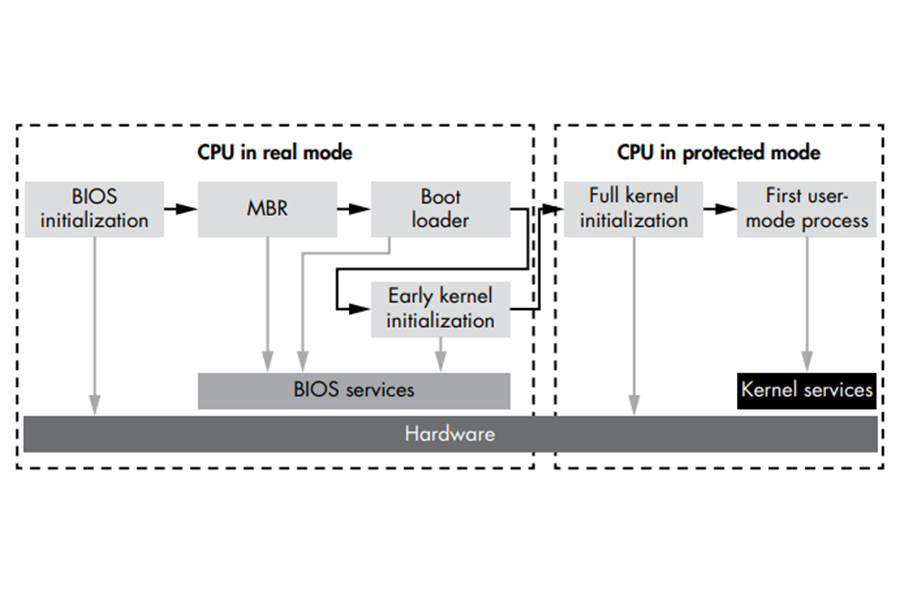 CPU in real mode
CPU in protected mode
BIOS
initialization
MBR
Boot
loader
Full kernel
initialization
First user-
mode process
Early kernel
initialization
BIOS services
Kernel services
Hardware